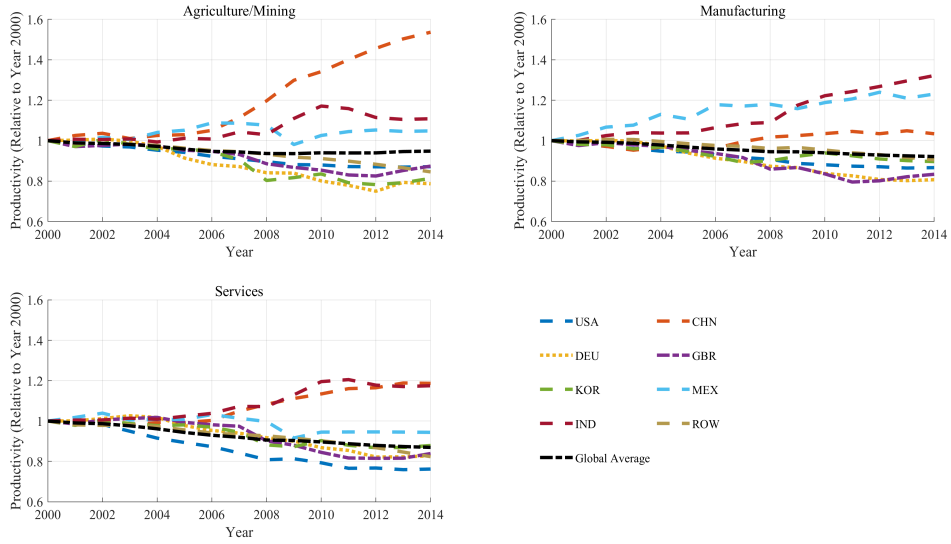 Agriculture/Mining
Productivity (Relative to Year 2000)
1.6
1.4
1.2
1
0.8
0.6
2000 2002 2004 2006 2008 2010 2012 2014
Year
Manufacturing
Productivity (Relative to Year 2000)
1.6
1.4
1.2
1
0.8
0.6
2000 2002 2004 2006 2008 2010 2012 2014
Year
Services
Productivity (Relative to Year 2000)
1.6
1.4
1.2
1
0.8
0.6
2000 2002 2004 2006 2008 2010 2012 2014
Year
USA CHN
DEU GBR
KOR MEX
IND ROW
Global Average